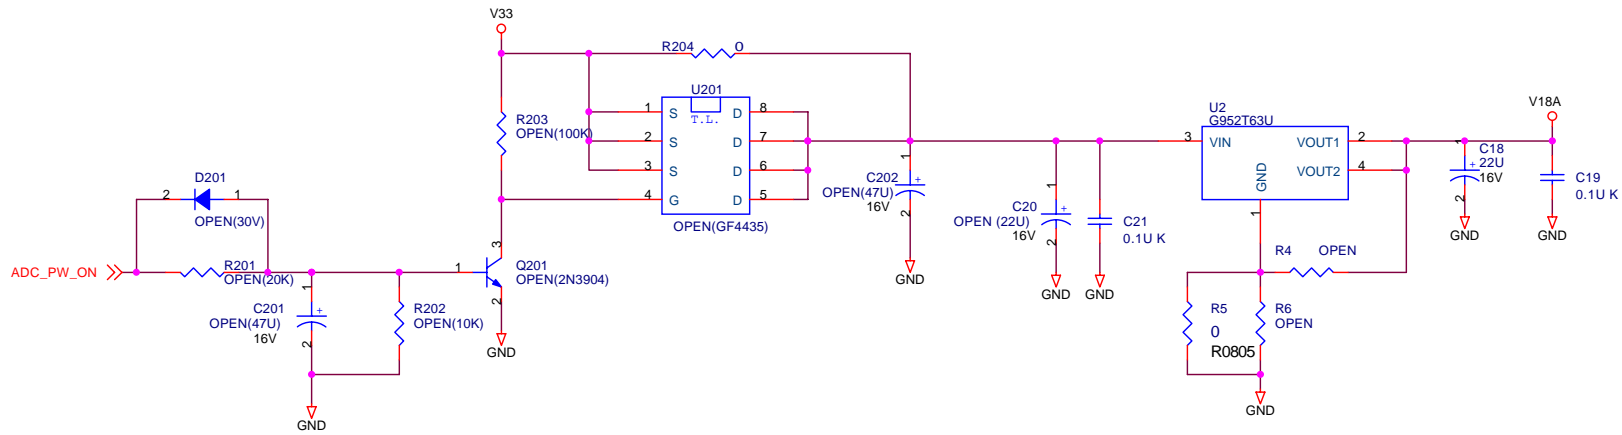 V33
R204 0
U201
T.L.
1 S D 8
2 S D 7
3 S D 6
4 G D 5
OPEN(GF4435)
R203
OPEN(100K)
D201
2 1
OPEN(30V)
ADC_PW_ON
R201
OPEN(20K)
1
C201
OPEN(47U)
16V
2
R202
OPEN(10K)
GND
3
1
Q201
OPEN(2N3904)
2
GND
1
C202
OPEN(47U)
16V
2
GND
1
C20
OPEN (22U)
16V
2
GND
C21
0.1U K
GND
U2
G952T63U
3 VIN VOUT1 2
VOUT2 4
GND
1
R4 OPEN
R5
0
R0805
R6
OPEN
GND
V18A
1
C18
22U
16V
2
GND
C19
0.1U K
GND